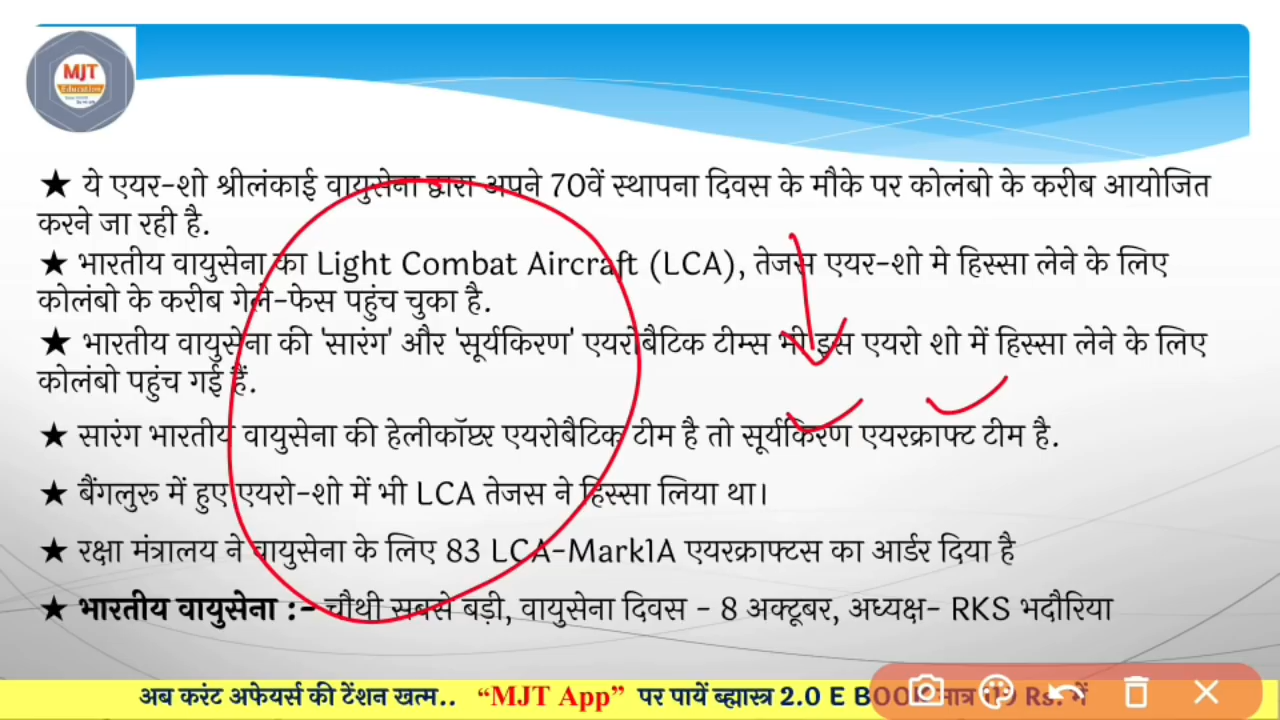 MJT
Education
★ ये एयर-शो श्रीलंकाई वायुसेना द्वारा अपने 70वें स्थापना दिवस के मौके पर कोलंबो के करीब आयोजित
करने जा रही है.
★ भारतीय वायुसेना का Light Combat Aircraft (LCA), तेजस एयर-शो मे हिस्सा लेने के लिए
कोलंबो के करीब गेले-फेस पहुंच चुका है.
★ भारतीय वायुसेना की 'सारंग' और 'सूर्यकिरण' एयरोबैटिक टीम्स भी इस एयरो शो में हिस्सा लेने के लिए
कोलंबो पहुंच गई हैं.
★ सारंग भारतीय वायुसेना की हेलीकॉप्टर एयरोबैटिक टीम है तो सूर्यकिरण एयरक्राफ्ट टीम है.
★ बैंगलुरू में हुए एयरो-शो में भी LCA तेजस ने हिस्सा लिया था।
★ रक्षा मंत्रालय ने वायुसेना के लिए 83 LCA-Mark1A एयरक्राफ्टस का आर्डर दिया है
★ भारतीय वायुसेना :- चौथी सबसे बड़ी, वायुसेना दिवस - 8 अक्टूबर, अध्यक्ष- RKS भदौरिया
अब करंट अफेयर्स की टेंशन खत्म.. “MJT App” पर पायें ब्ह्मास्त्र 2.0 E BOOK Rs. में